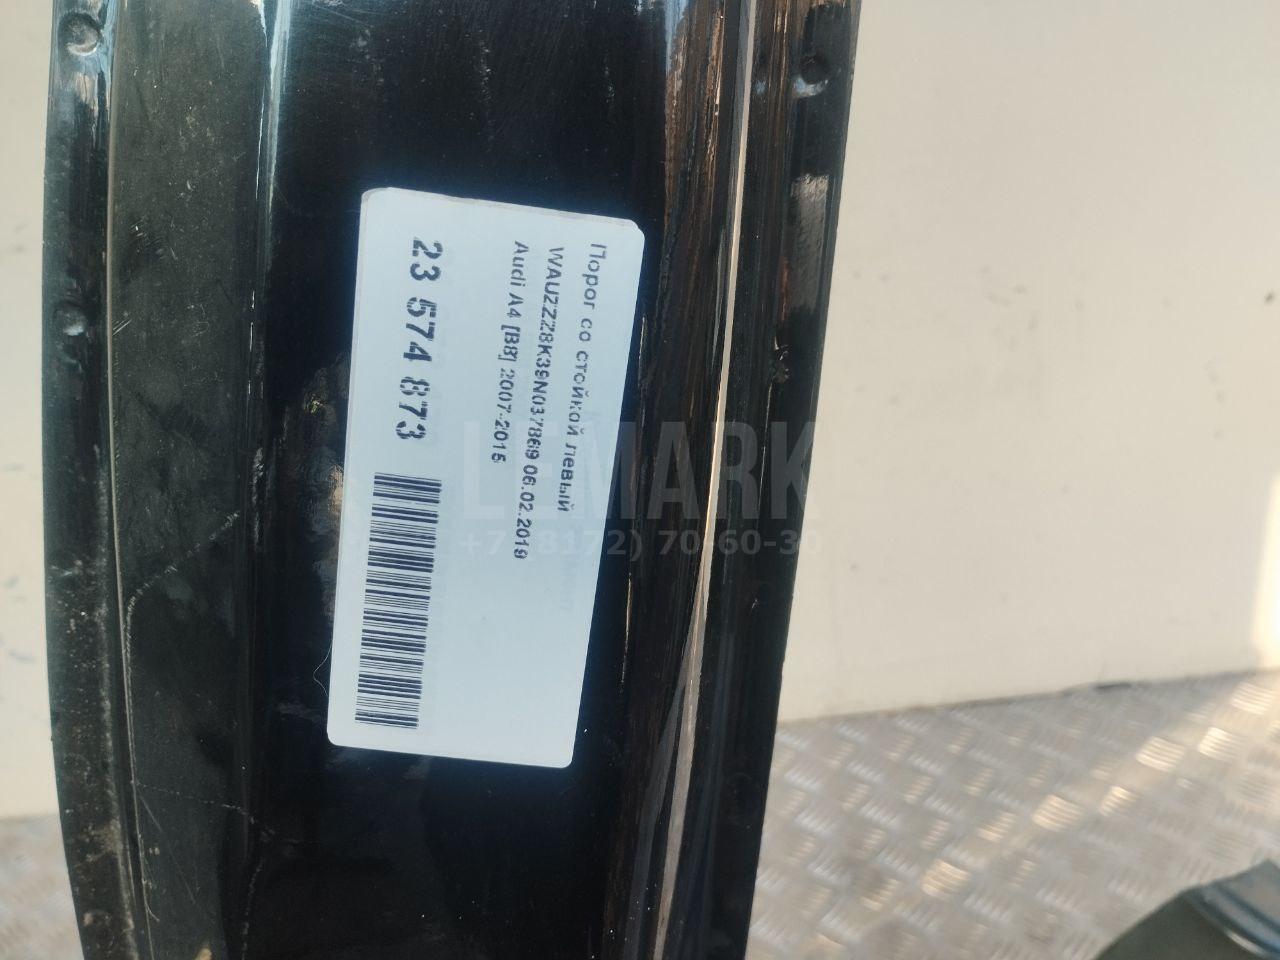 Порог со стойкой левый
WAUZZZ8K39N037869 06.02.2019
Audi A4 [B8] 2007-2015
23 574 873
LEMARK
+7 (8172) 70-60-30